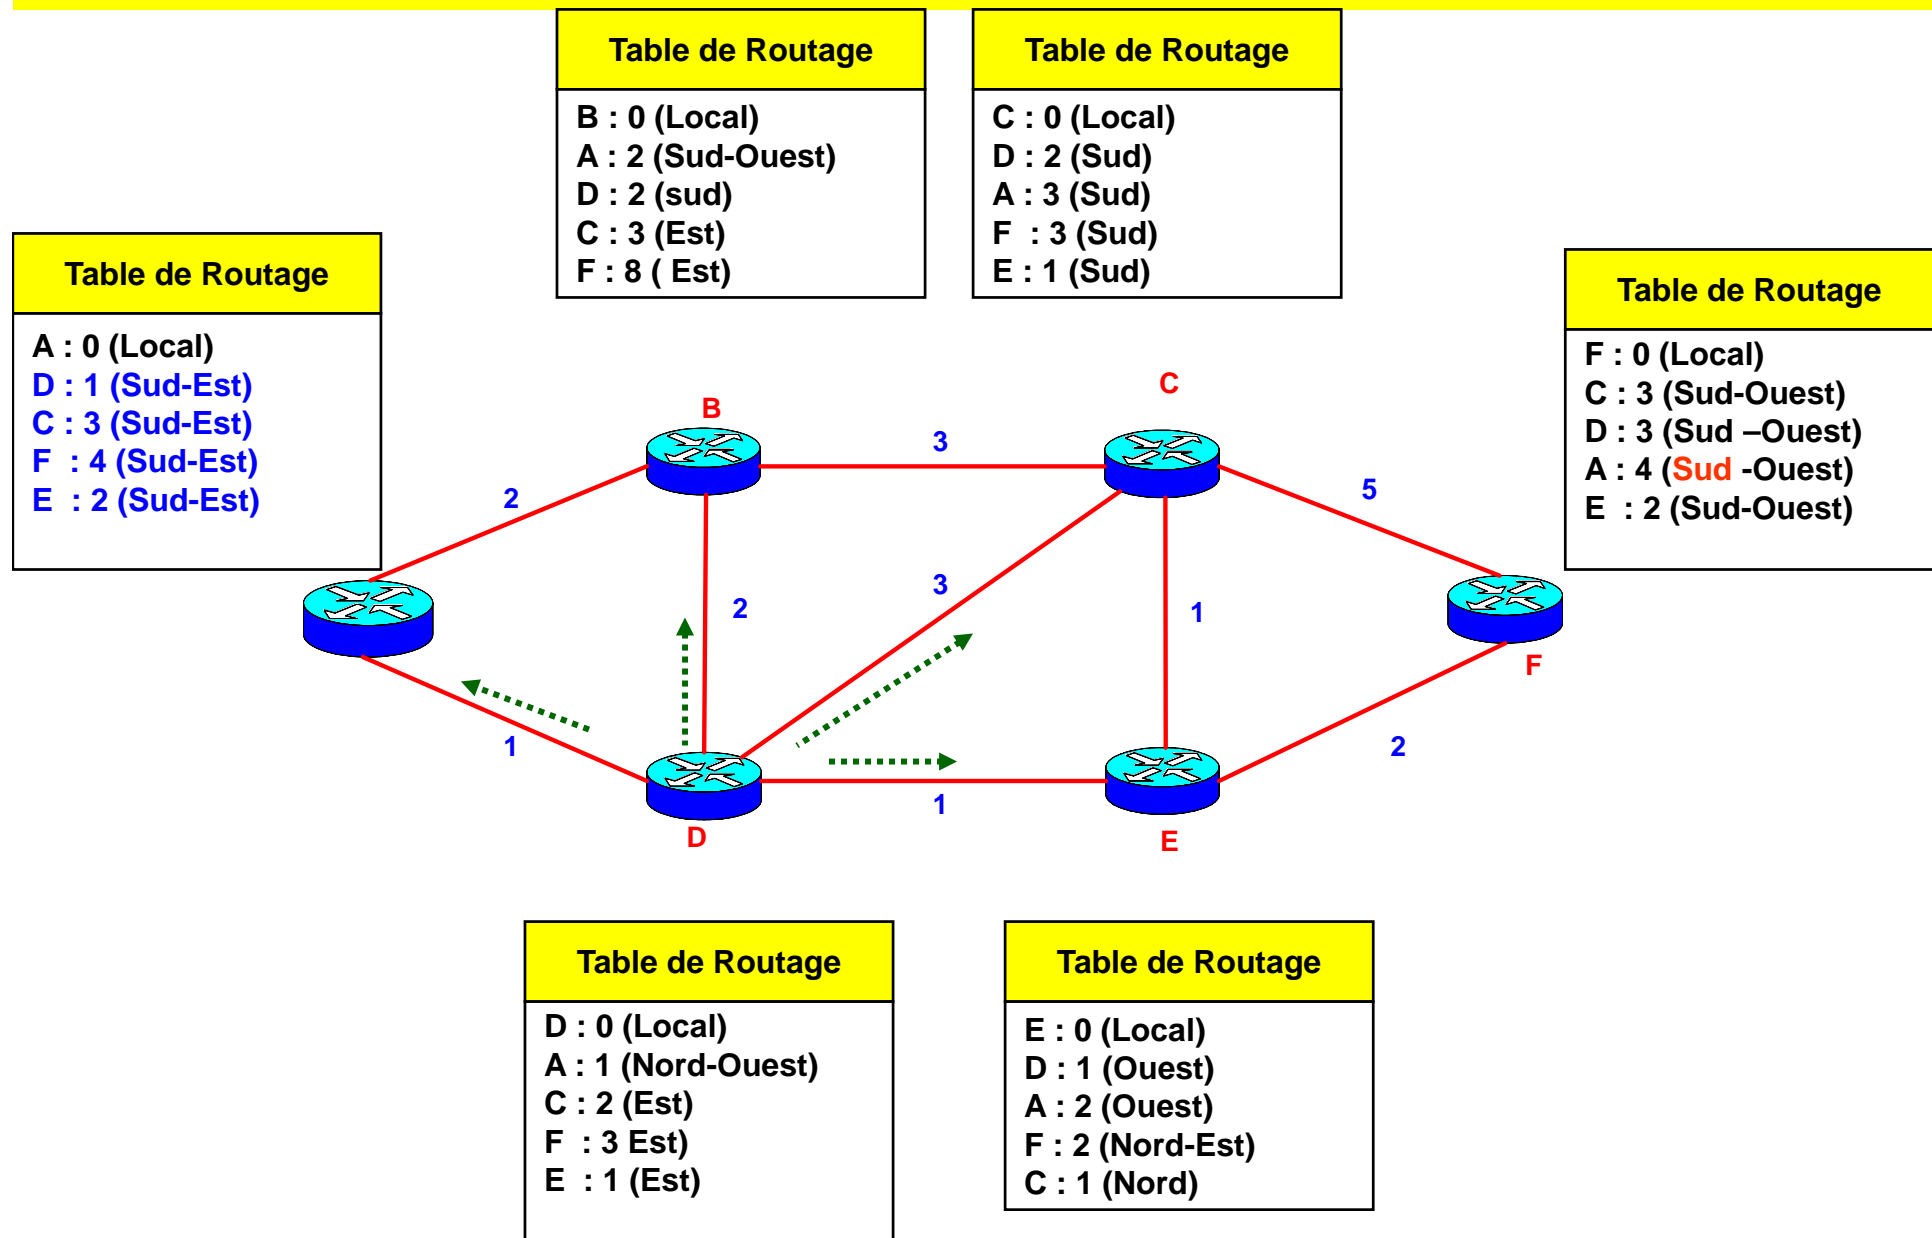 Table de Routage
B : 0 (Local)
A : 2 (Sud-Ouest)
D : 2 (sud)
C : 3 (Est)
F : 8 ( Est)
Table de Routage
C : 0 (Local)
D : 2 (Sud)
A : 3 (Sud)
F : 3 (Sud)
E : 1 (Sud)
Table de Routage
A : 0 (Local)
D : 1 (Sud-Est)
C : 3 (Sud-Est)
F : 4 (Sud-Est)
E : 2 (Sud-Est)
Table de Routage
F : 0 (Local)
C : 3 (Sud-Ouest)
D : 3 (Sud –Ouest)
A : 4 (Sud -Ouest)
E : 2 (Sud-Ouest)
C
B
3
2
5
3
2
1
F
1
2
1
D
E
Table de Routage
D : 0 (Local)
A : 1 (Nord-Ouest)
C : 2 (Est)
F : 3 Est)
E : 1 (Est)
Table de Routage
E : 0 (Local)
D : 1 (Ouest)
A : 2 (Ouest)
F : 2 (Nord-Est)
C : 1 (Nord)